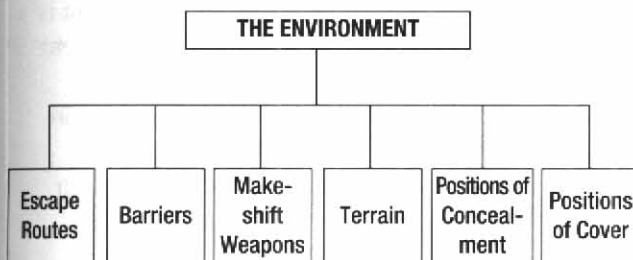 THE ENVIRONMENT
Escape
Routes
Barriers
Make-
shift
Weapons
Terrain
Positions of
Conceal-
ment
Positions
of Cover